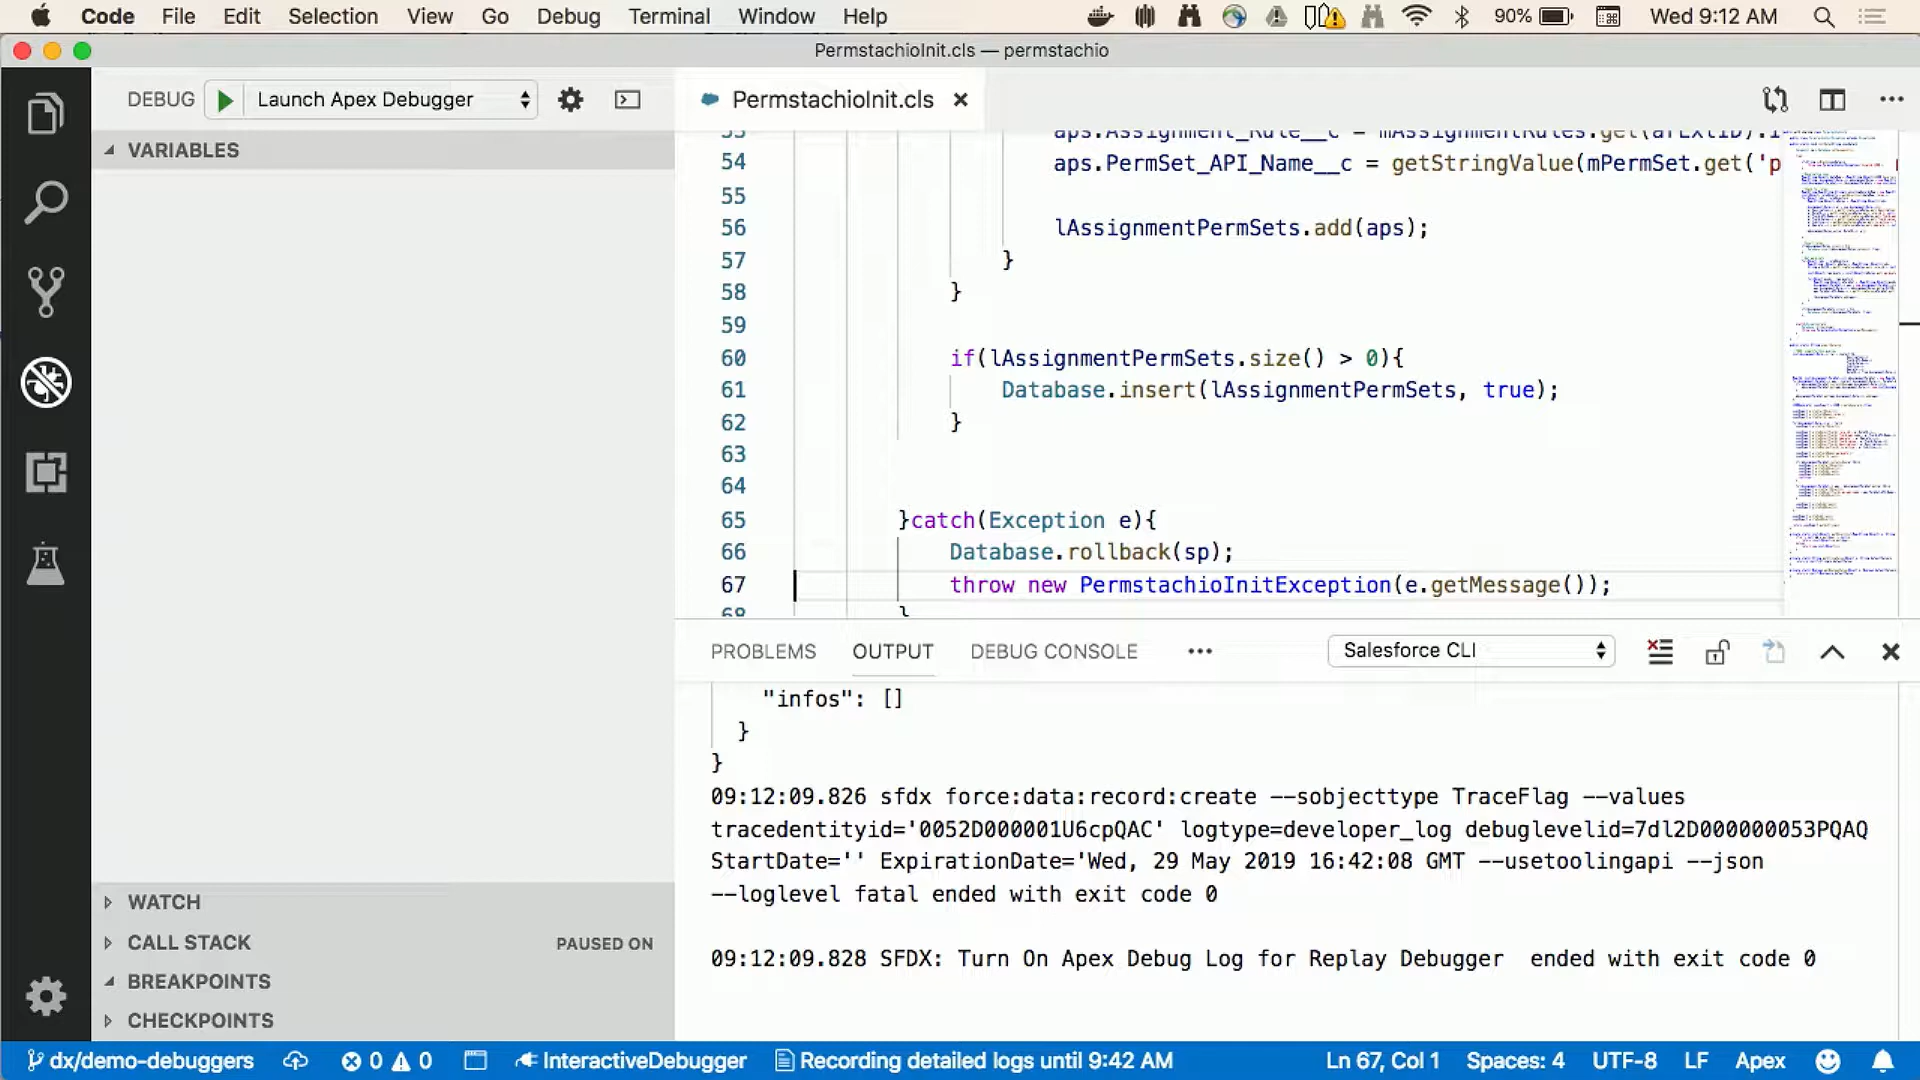 Code File Edit Selection View Go Debug Terminal Window Help 90% Wed 9:12 AM
PermstachioInit.cls — permstachio
DEBUG Launch Apex Debugger
PermstachioInit.cls
VARIABLES
54 aps.PermSet_API_Name__c = getStringValue(mPermSet.get('p
55
56 lAssignmentPermSets.add(aps);
57 }
58 }
59
60 if(lAssignmentPermSets.size() > 0){
61 Database.insert(lAssignmentPermSets, true);
62 }
63
64
65 }catch(Exception e){
66 Database.rollback(sp);
67 throw new PermstachioInitException(e.getMessage());
68 }
PROBLEMS OUTPUT DEBUG CONSOLE ••• Salesforce CLI
"infos": []
}
}
09:12:09.826 sfdx force:data:record:create --sobjecttype TraceFlag --values
tracedentityid='0052D000001U6cpQAC' logtype=developer_log debuglevelid=7dl2D000000053PQAQ
StartDate='' ExpirationDate='Wed, 29 May 2019 16:42:08 GMT --usetoolingapi --json
--loglevel fatal ended with exit code 0
09:12:09.828 SFDX: Turn On Apex Debug Log for Replay Debugger ended with exit code 0
WATCH
CALL STACK PAUSED ON
BREAKPOINTS
CHECKPOINTS
dx/demo-debuggers 0 0 InteractiveDebugger Recording detailed logs until 9:42 AM Ln 67, Col 1 Spaces: 4 UTF-8 LF Apex